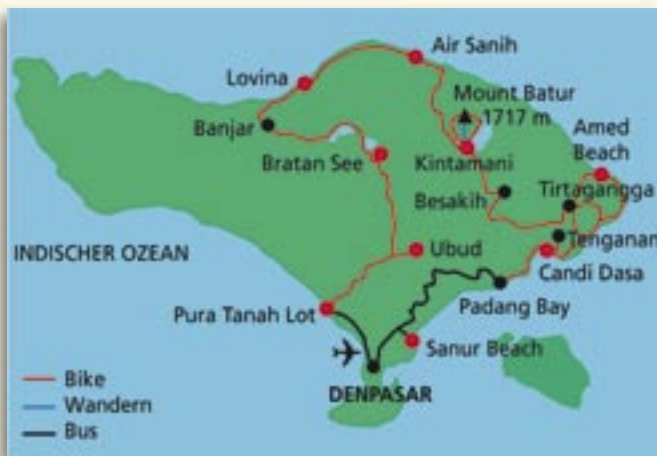 Air Sanih
Lovina
Mount Batur
1717 m
Banjar
Amed
Beach
Bratan See
Kintamani
Besakih
Tirtagangga
INDISCHER OZEAN
Ubud
Tenganan
Candi Dasa
Pura Tanah Lot
Padang Bay
Sanur Beach
Bike
Wandern
DENPASAR
Bus